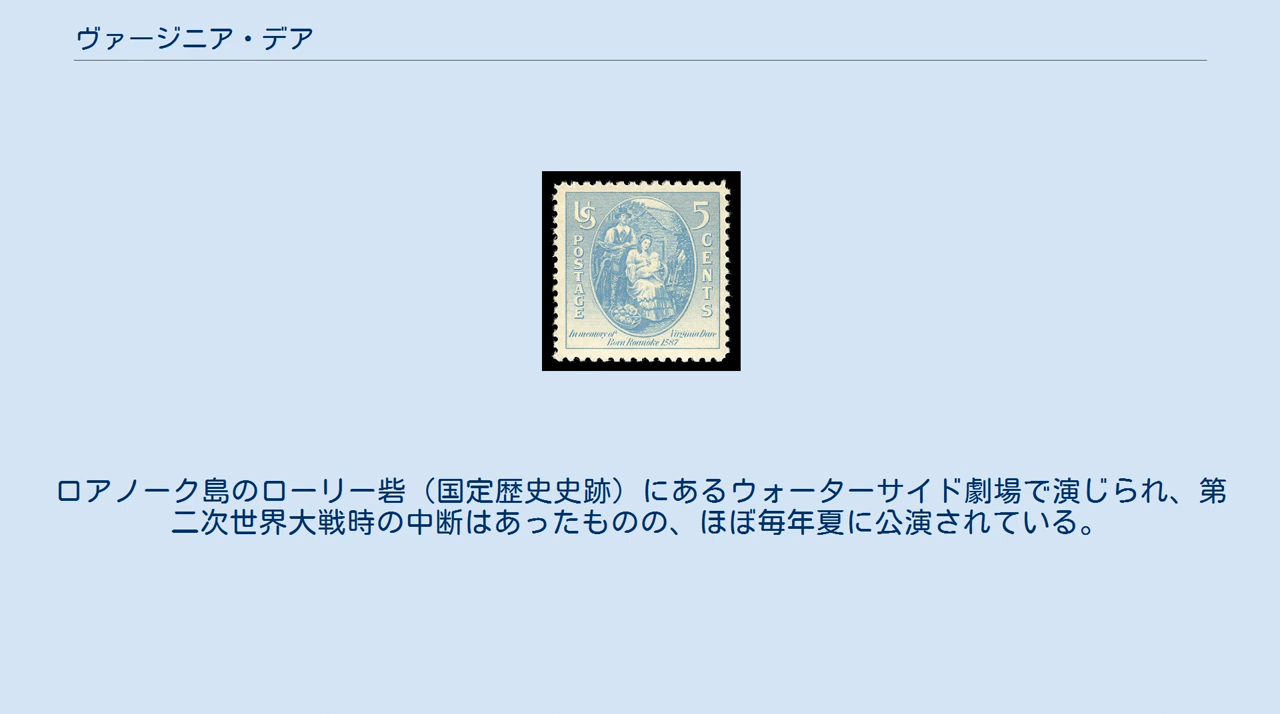 ヴァージニア・デア
US
5
POSTAGE
CENTS
In memory of Virginia Dare
Born Roanoke 1587
ロアノーク島のローリー砦（国定歴史史跡）にあるウォーターサイド劇場で演じられ、第
二次世界大戦時の中断はあったものの、ほぼ毎年夏に公演されている。